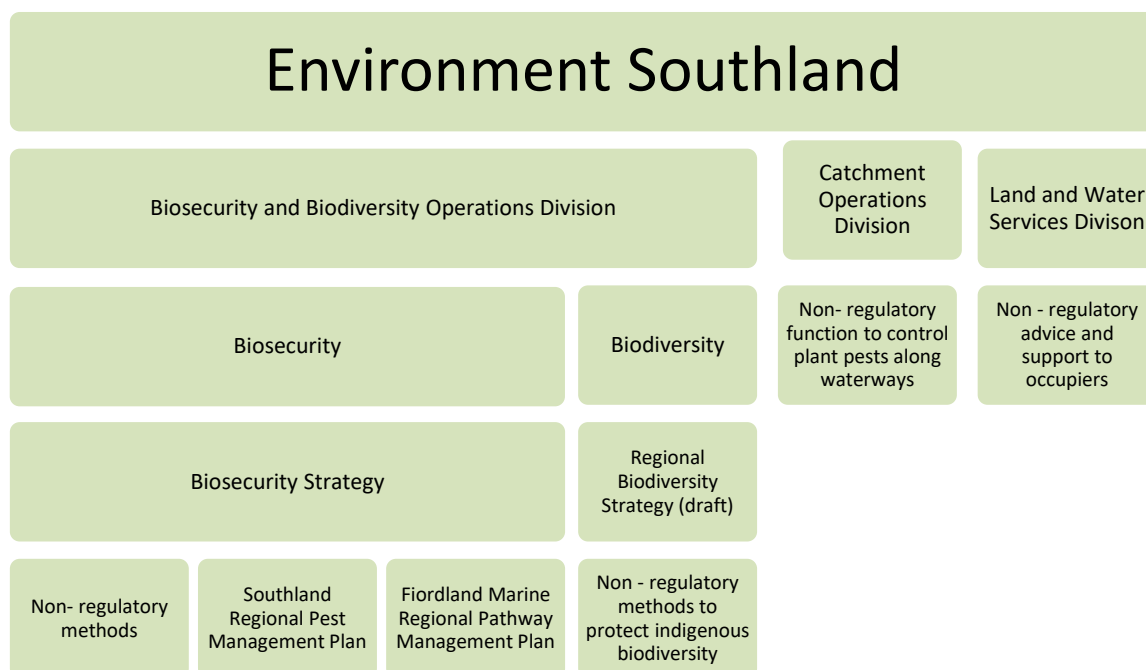 Environment Southland
Biosecurity and Biodiversity Operations Division
Catchment
Operations
Division
Land and Water
Services Divison
Biosecurity
Biodiversity
Non- regulatory
function to control
plant pests along
waterways
Non - regulatory
advice and
support to
occupiers
Biosecurity Strategy
Regional
Biodiversity
Strategy (draft)
Non- regulatory
methods
Southland
Regional Pest
Management Plan
Fiordland Marine
Regional Pathway
Management Plan
Non - regulatory
methods to
protect indigenous
biodiversity